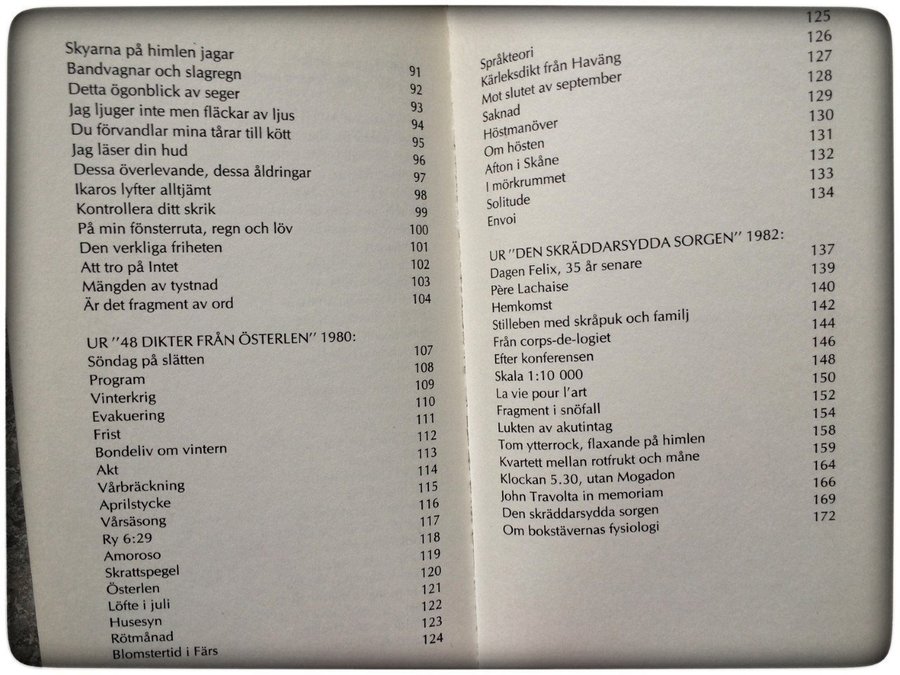 Skyarna på himlen jagar 91
Bandvagnar och slagregn 92
Detta ögonblick av seger 93
Jag ljuger inte men fläckar av ljus 94
Du förvandlar mina tårar till kött 95
Jag läser din hud 96
Dessa överlevande, dessa åldringar 97
Ikaros lyfter alltjämt 98
Kontrollera ditt skrik 99
På min fönsterruta, regn och löv 100
Den verkliga friheten 101
Att tro på Intet 102
Mängden av tystnad 103
Är det fragment av ord 104
UR "48 DIKTER FRÅN ÖSTERLEN" 1980:
Söndag på slätten 107
Program 108
Vinterkrig 109
Evakuering 110
Frist 111
Bondeliv om vintern 112
Akt 113
Vårbräckning 114
Aprilstycke 115
Vårsäsong 116
Ry 6:29 117
Amoroso 118
Skrattspegel 119
Österlen 120
Löfte i juli 121
Husesyn 122
Rötmånad 123
Blomstertid i Färs 124
Språkteori 125
Kärleksdikt från Haväng 126
Mot slutet av september 127
Saknad 128
Höstmanöver 129
Om hösten 130
Afton i Skåne 131
I mörkrummet 132
Solitude 133
Envoi 134
UR "DEN SKRÄDDARSYDDA SORGEN" 1982:
Dagen Felix, 35 år senare 137
Père Lachaise 139
Hemkomst 140
Stilleben med skråpuk och familj 142
Från corps-de-logiet 144
Efter konferensen 146
Skala 1:10 000 148
La vie pour l'art 150
Fragment i snöfall 152
Lukten av akutintag 154
Tom ytterrock, flaxande på himlen 158
Kvartett mellan rotfrukt och måne 159
Klockan 5.30, utan Mogadon 164
John Travolta in memoriam 166
Den skräddarsydda sorgen 169
Om bokstävernas fysiologi 172